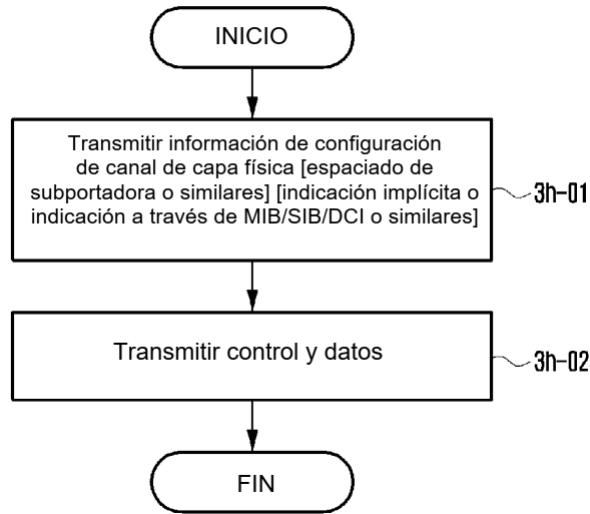 INICIO
Transmitir información de configuración
de canal de capa física [espaciado de
subportadora o similares] [indicación implícita o
indicación a través de MIB/SIB/DCI o similares]
3h-01
Transmitir control y datos
3h-02
FIN